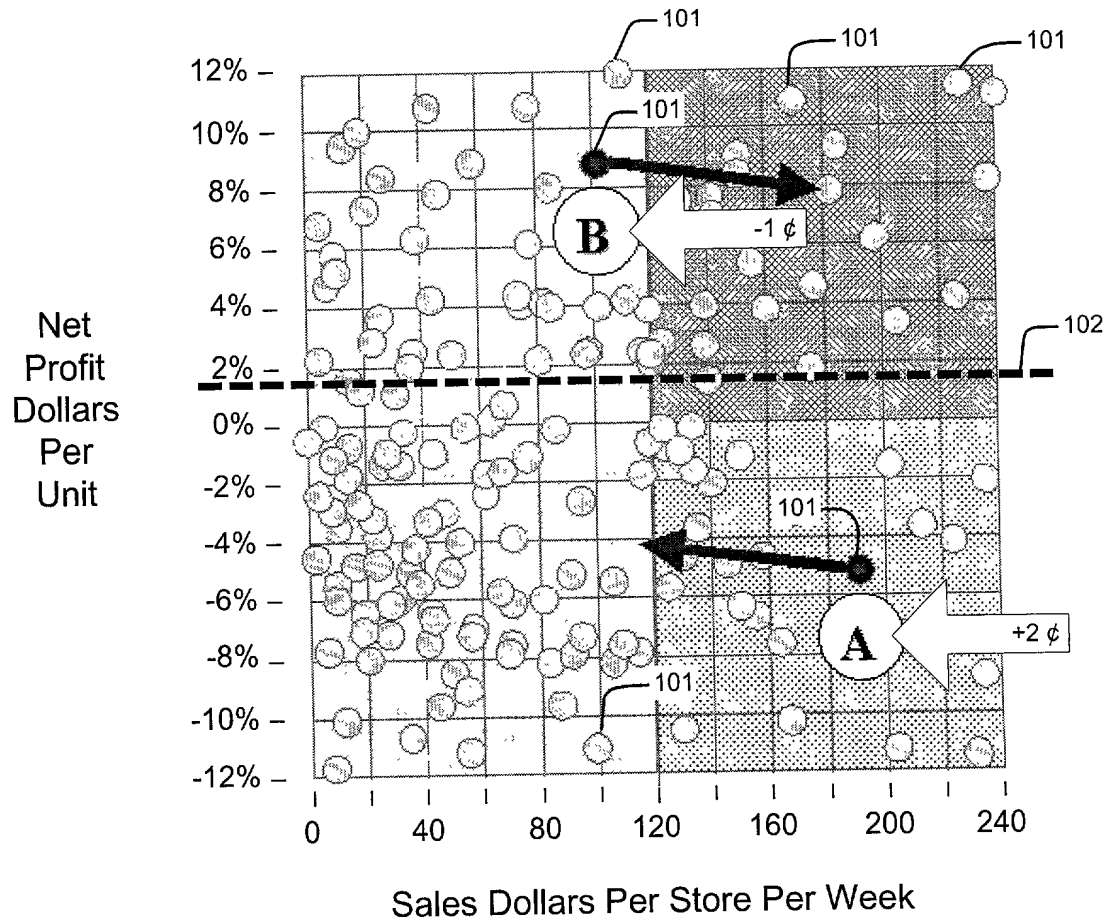 101
101
101
12% –
101
10% –
8% –
B
-1 ¢
6% –
4% –
Net
Profit
Dollars
Per
Unit
102
2% –
0% –
-2% –
101
-4% –
-6% –
A
+2 ¢
-8% –
101
-10% –
-12% –
0 40 80 120 160 200 240
Sales Dollars Per Store Per Week